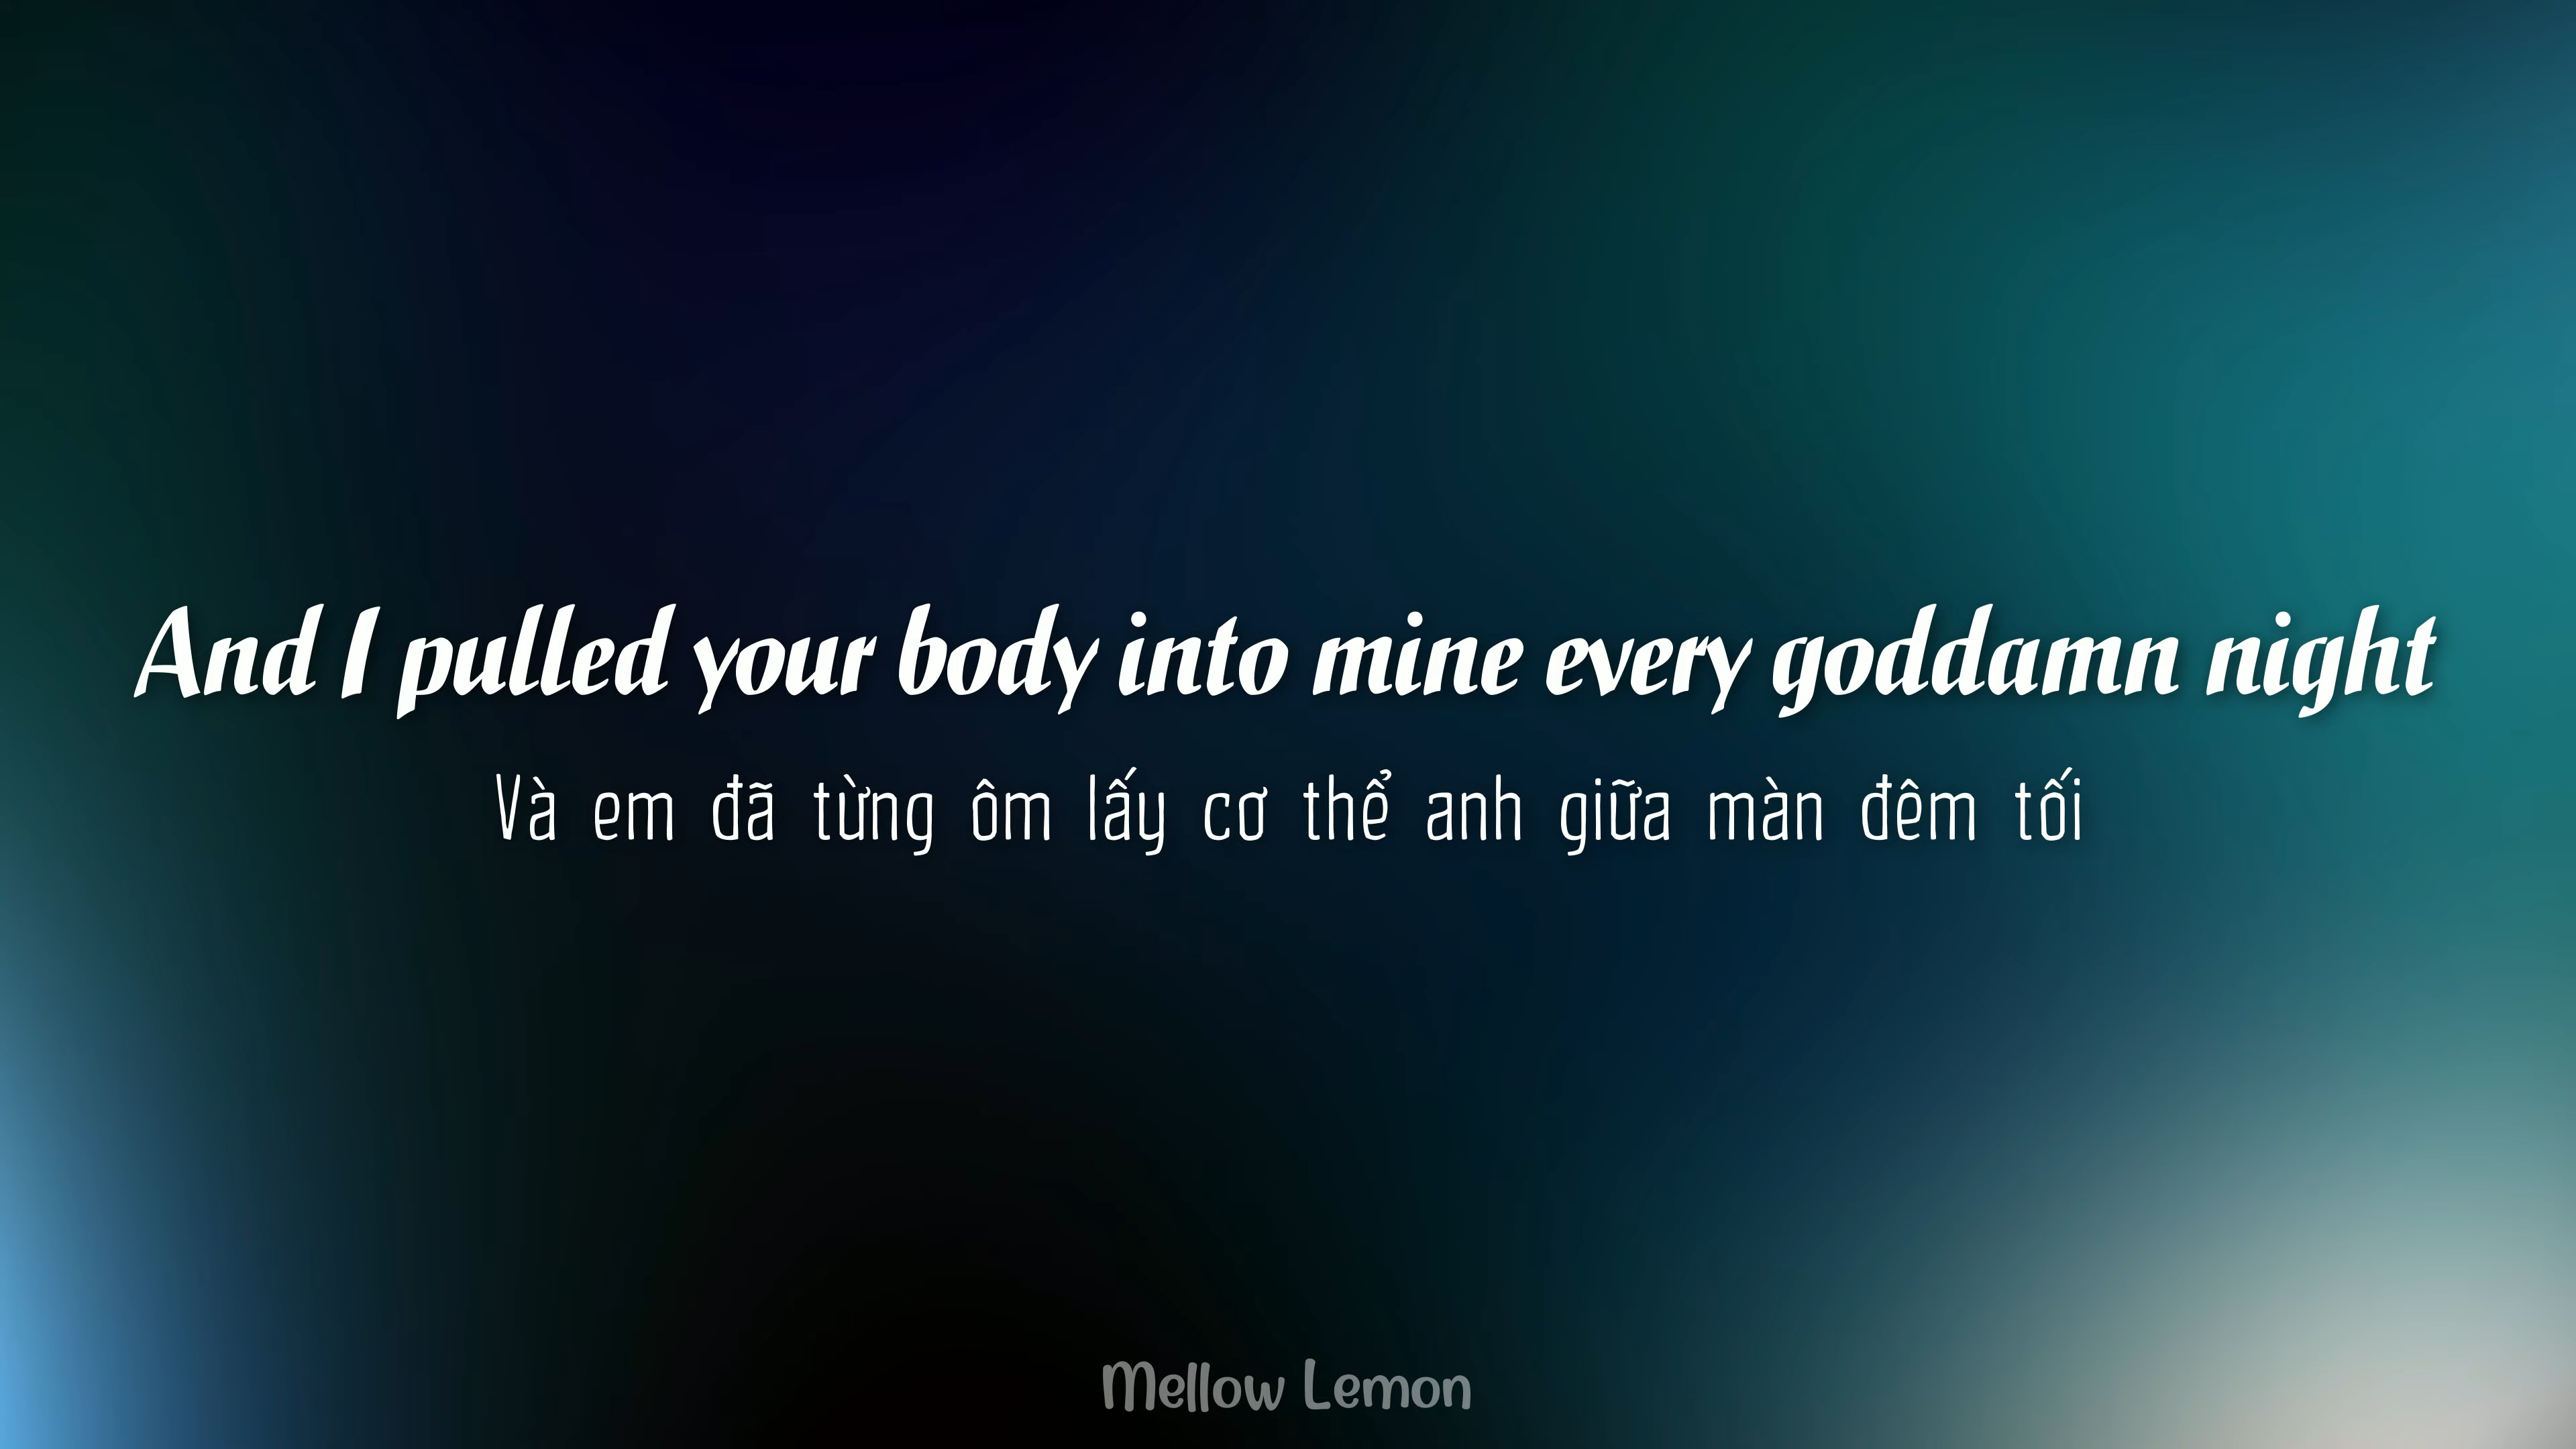 And I pulled your body into mine every goddamn night
Và em đã từng ôm lấy cơ thể anh giữa màn đêm tối
Mellow Lemon